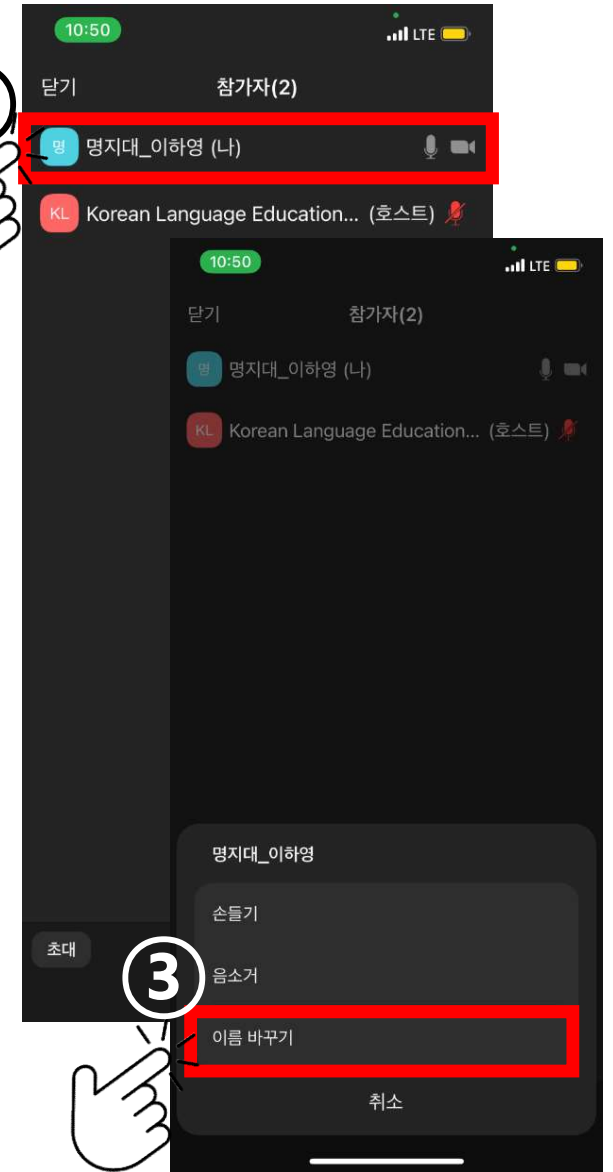 10:50
LTE
닫기
참가자(2)
명 명지대_이하영 (나)
KL Korean Language Education... (호스트)
초대
10:50
LTE
닫기
참가자(2)
명 명지대_이하영 (나)
KL Korean Language Education... (호스트)
명지대_이하영
손들기
음소거
③
이름 바꾸기
취소